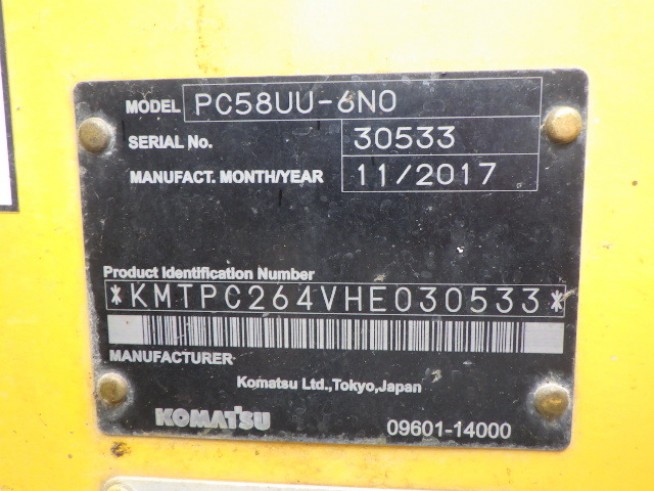 MODEL PC58UU-6N0
SERIAL No. 30533
MANUFACT. MONTH/YEAR 11/2017
Product Identification Number
*KMTPC264VHE030533*
MANUFACTURER
Komatsu Ltd.,Tokyo,Japan
KOMATSU
09601-14000